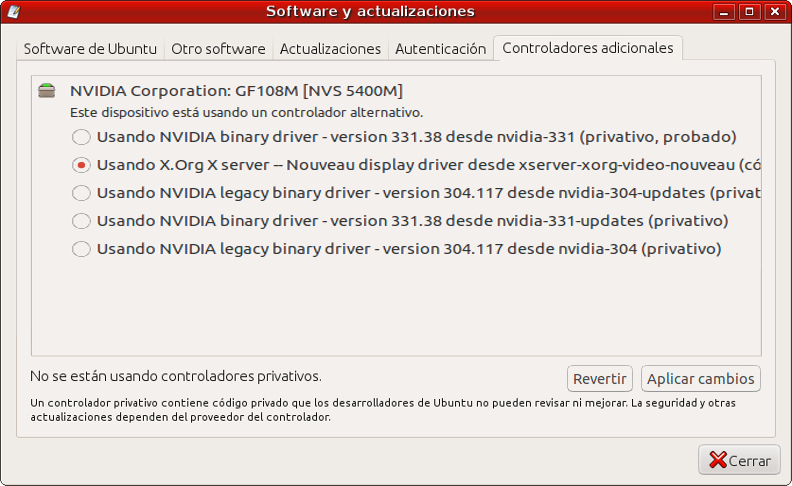 Software y actualizaciones
Software de Ubuntu
Otro software
Actualizaciones
Autenticación
Controladores adicionales
NVIDIA Corporation: GF108M [NVS 5400M]
Este dispositivo está usando un controlador alternativo.
Usando NVIDIA binary driver - version 331.38 desde nvidia-331 (privativo, probado)
Usando X.Org X server -- Nouveau display driver desde xserver-xorg-video-nouveau (có
Usando NVIDIA legacy binary driver - version 304.117 desde nvidia-304-updates (privat
Usando NVIDIA binary driver - version 331.38 desde nvidia-331-updates (privativo)
Usando NVIDIA legacy binary driver - version 304.117 desde nvidia-304 (privativo)
No se están usando controladores privativos.
Revertir
Aplicar cambios
Un controlador privativo contiene código privado que los desarrolladores de Ubuntu no pueden revisar ni mejorar. La seguridad y otras
actualizaciones dependen del proveedor del controlador.
Cerrar